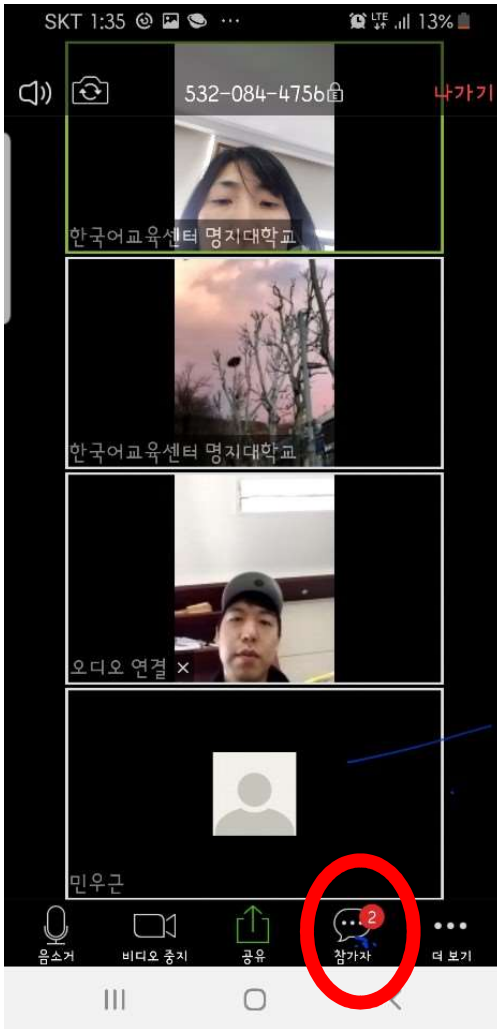 SKT 1:35 ... LTE 13%
532-084-4756 나가기
한국어교육센터 명지대학교
한국어교육센터 명지대학교
오디오 연결 ×
민우근
2
음소거 비디오 중지 공유 참가자 더 보기